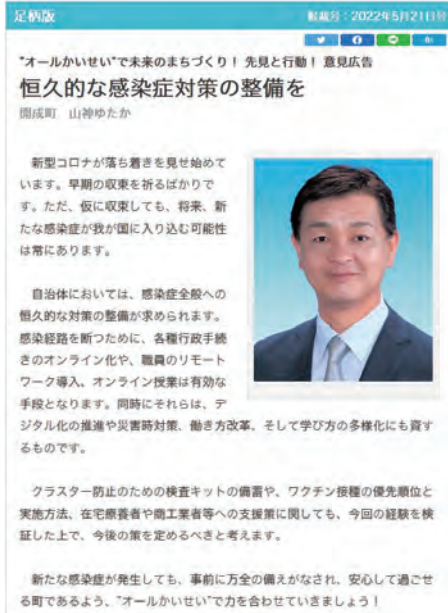 足柄版 掲載号:2022年5月21日号
"オールかいせい"で未来のまちづくり! 先見と行動! 意見広告
恒久的な感染症対策の整備を
開成町 山神ゆたか
新型コロナが落ち着きを見せ始めて
います。早期の収束を祈るばかりで
す。ただ、仮に収束しても、将来、新
たな感染症が我が国に入り込む可能性
は常にあります。
自治体においては、感染症全般への
恒久的な対策の整備が求められます。
感染経路を断つために、各種行政手続
きのオンライン化や、職員のリモート
ワーク導入、オンライン授業は有効な
手段となります。同時にそれらは、デ
ジタル化の推進や災害時対策、働き方改革、そして学び方の多様化にも資す
るものです。
クラスター防止のための検査キットの備蓄や、ワクチン接種の優先順位と
実施方法、在宅療養者や商工業者等への支援策に関しても、今回の経験を検
証した上で、今後の策を定めるべきと考えます。
新たな感染症が発生しても、事前に万全の備えがなされ、安心して過ごせ
る町であるよう、"オールかいせい"で力を合わせていきましょう!